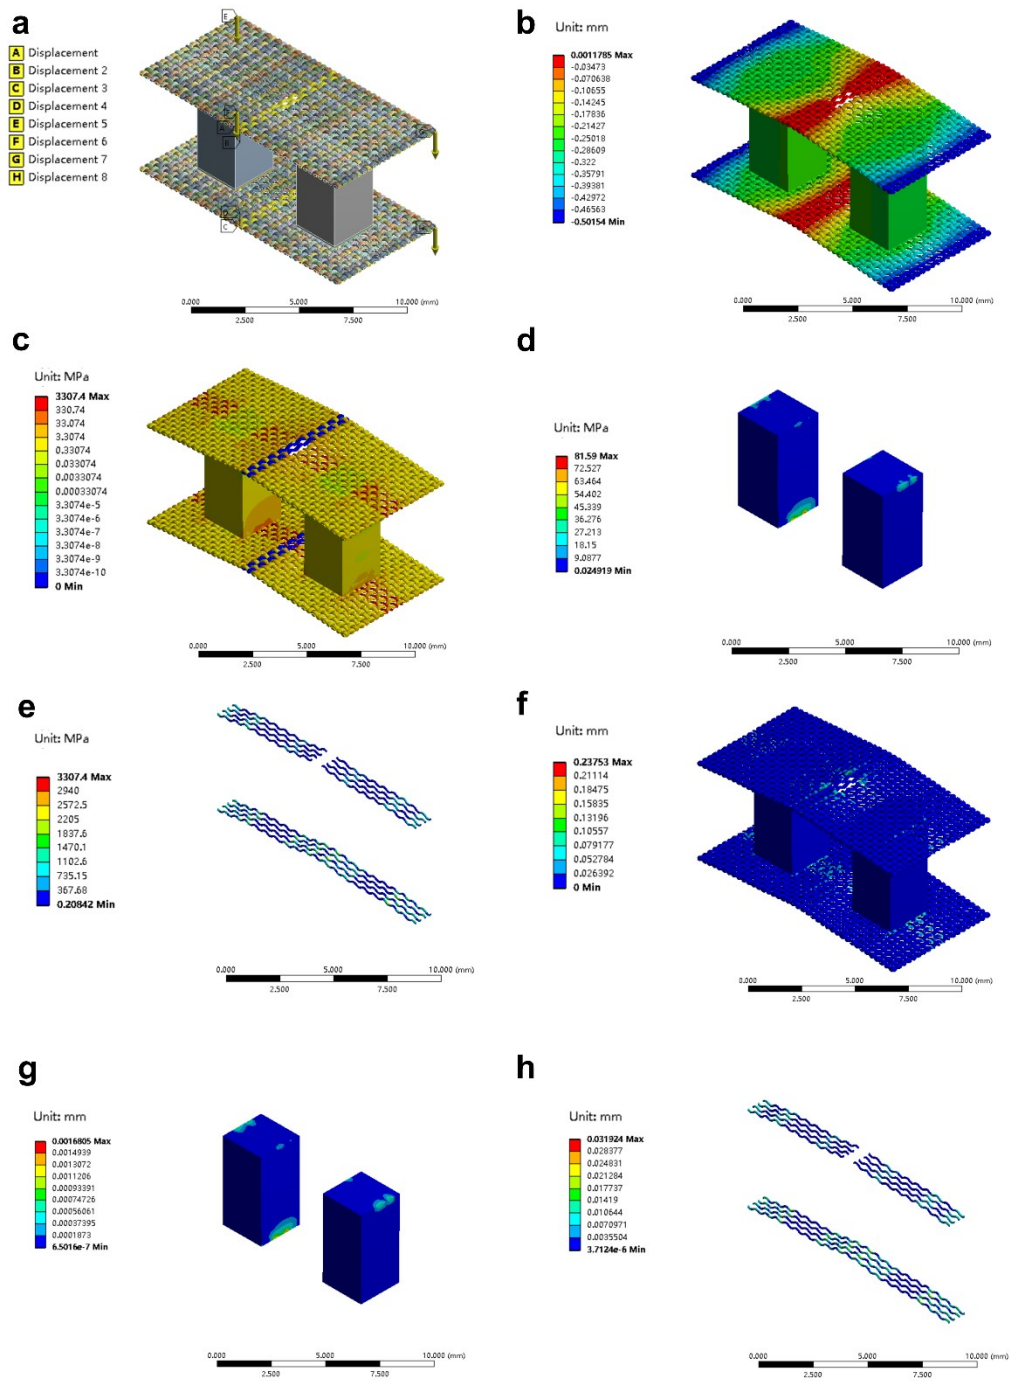 a
A Displacement
B Displacement 2
C Displacement 3
D Displacement 4
E Displacement 5
F Displacement 6
G Displacement 7
H Displacement 8
E
A
B
C
0.000 5.000 10.000 (mm)
2.500 7.500
b
Unit: mm
0.0011785 Max
-0.03473
-0.070638
-0.10655
-0.14245
-0.17836
-0.21427
-0.25018
-0.28609
-0.322
-0.35791
-0.39381
-0.42972
-0.46563
-0.50154 Min
0.000 5.000 10.000 (mm)
2.500 7.500
c
Unit: MPa
3307.4 Max
330.74
33.074
3.3074
0.33074
0.033074
0.0033074
0.00033074
3.3074e-5
3.3074e-6
3.3074e-7
3.3074e-8
3.3074e-9
3.3074e-10
0 Min
0.000 5.000 10.000 (mm)
2.500 7.500
d
Unit: MPa
81.59 Max
72.527
63.464
54.402
45.339
36.276
27.213
18.15
9.0877
0.024919 Min
0.000 5.000 10.000 (mm)
2.500 7.500
e
Unit: MPa
3307.4 Max
2940
2572.5
2205
1837.6
1470.1
1102.6
735.15
367.68
0.20842 Min
0.000 5.000 10.000 (mm)
2.500 7.500
f
Unit: mm
0.23753 Max
0.21114
0.18475
0.15835
0.13196
0.10557
0.079177
0.052784
0.026392
0 Min
0.000 5.000 10.000 (mm)
2.500 7.500
g
Unit: mm
0.0016805 Max
0.0014939
0.0013072
0.0011206
0.00093391
0.00074726
0.00056061
0.00037395
0.0001873
6.5016e-7 Min
0.000 5.000 10.000 (mm)
2.500 7.500
h
Unit: mm
0.031924 Max
0.028377
0.024831
0.021284
0.017737
0.01419
0.010644
0.0070971
0.0035504
3.7124e-6 Min
0.000 5.000 10.000 (mm)
2.500 7.500